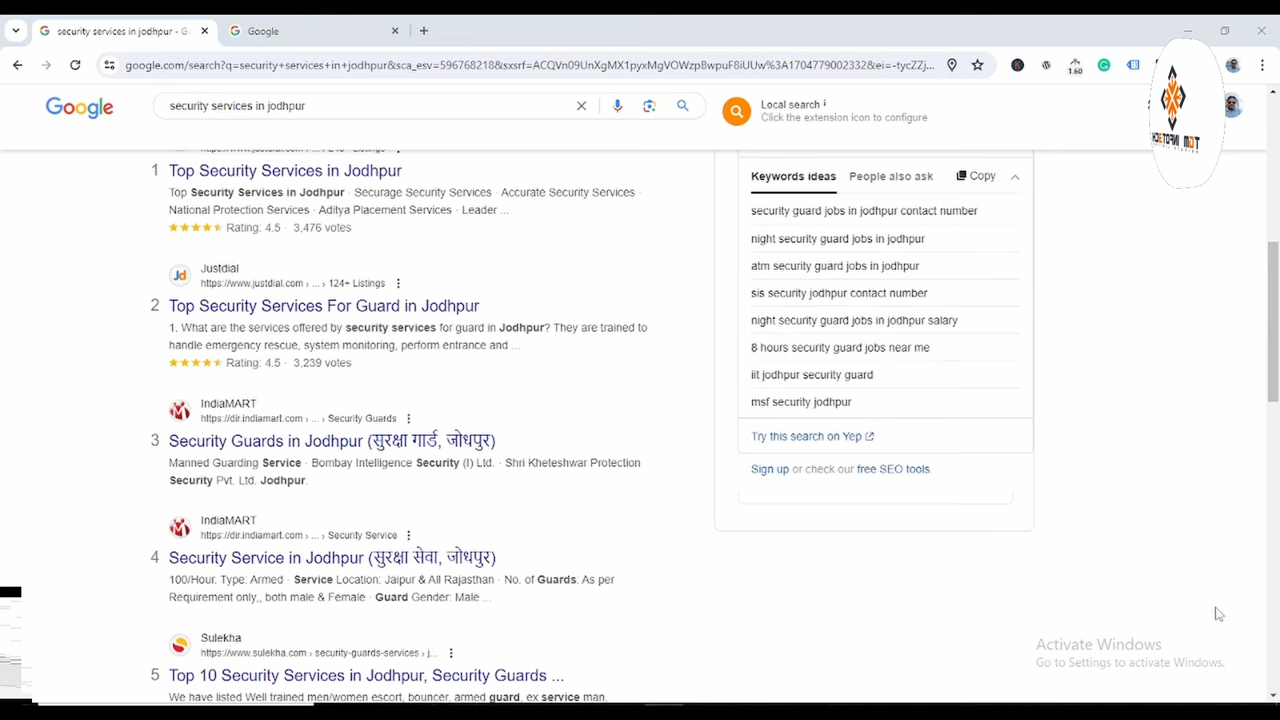 security services in jodhpur - G
Google
google.com/search?q=security+services+in+jodhpur&sca_esv=596768218&sxsrf=ACQVn09UnXgMX1pyxMgVOWzpBwpuF8iUUw%3A1704779002332&ei=-tycZZj...
1.60
Google
security services in jodhpur
Local search
Click the extension icon to configure
TGM INFOTECH
1 Top Security Services in Jodhpur
Top Security Services in Jodhpur · Securage Security Services · Accurate Security Services ·
National Protection Services · Aditya Placement Services · Leader ...
Rating: 4.5 · 3,476 votes
Justdial
https://www.justdial.com › ... › 124+ Listings
2 Top Security Services For Guard in Jodhpur
1. What are the services offered by security services for guard in Jodhpur? They are trained to
handle emergency rescue, system monitoring, perform entrance and ...
Rating: 4.5 · 3,239 votes
IndiaMART
https://dir.indiamart.com › ... › Security Guards
3 Security Guards in Jodhpur (सुरक्षा गार्ड, जोधपुर)
Manned Guarding Service · Bombay Intelligence Security (I) Ltd. · Shri Kheteshwar Protection
Security Pvt. Ltd. Jodhpur.
IndiaMART
https://dir.indiamart.com › ... › Security Service
4 Security Service in Jodhpur (सुरक्षा सेवा, जोधपुर)
100/Hour. Type: Armed · Service Location: Jaipur & All Rajasthan · No. of Guards: As per
Requirement only,, both male & Female · Guard Gender: Male ...
Sulekha
https://www.sulekha.com › security-guards-services › j...
5 Top 10 Security Services in Jodhpur, Security Guards ...
We have listed Well trained men/women escort, bouncer, armed guard, ex service man,
Keywords ideas People also ask Copy
security guard jobs in jodhpur contact number
night security guard jobs in jodhpur
atm security guard jobs in jodhpur
sis security jodhpur contact number
night security guard jobs in jodhpur salary
8 hours security guard jobs near me
iit jodhpur security guard
msf security jodhpur
Try this search on Yep
Sign up or check our free SEO tools.
Activate Windows
Go to Settings to activate Windows.